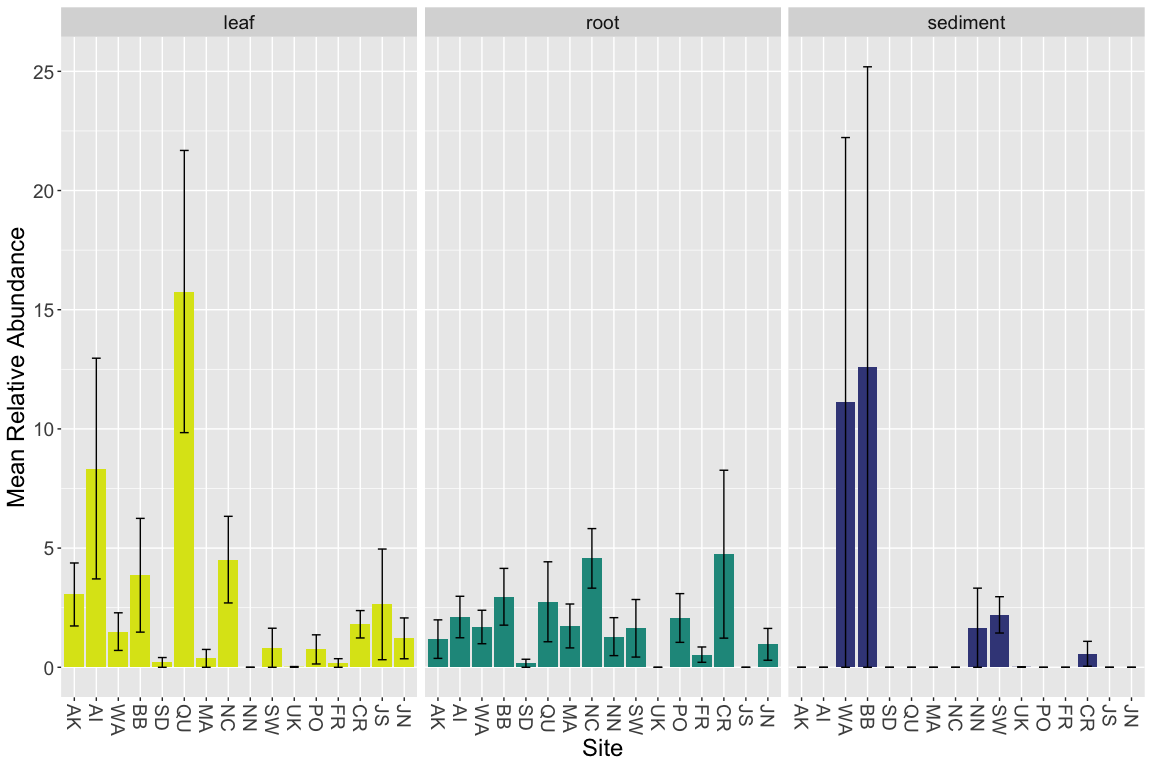 leaf root sediment
Mean Relative Abundance
25
20
15
10
5
0
AK AI WA BB SD QU MA NC NN SW UK PO FR CR JS JN AK AI WA BB SD QU MA NC NN SW UK PO FR CR JS JN AK AI WA BB SD QU MA NC NN SW UK PO FR CR JS JN
Site